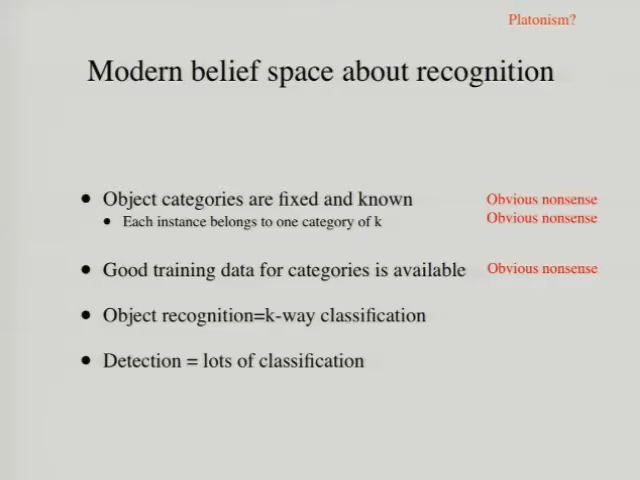 Platonism?
Modern belief space about recognition
• Object categories are fixed and known Obvious nonsense
• Each instance belongs to one category of k Obvious nonsense
• Good training data for categories is available Obvious nonsense
• Object recognition=k-way classification
• Detection = lots of classification